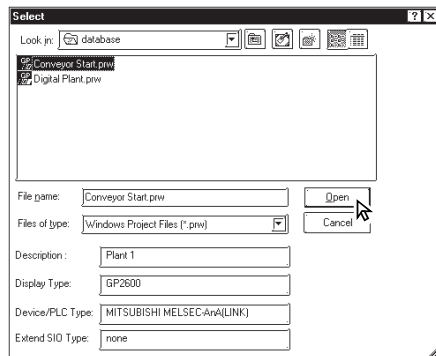 Select
Look in: database
Conveyor Start.prw
Digital Plant.prw
File name: Conveyor Start.prw Open
Files of type: Windows Project Files (*.prw) Cancel
Description : Plant 1
Display Type: GP2600
Device/PLC Type: MITSUBISHI MELSEC-AnA(LINK)
Extend SIO Type: none